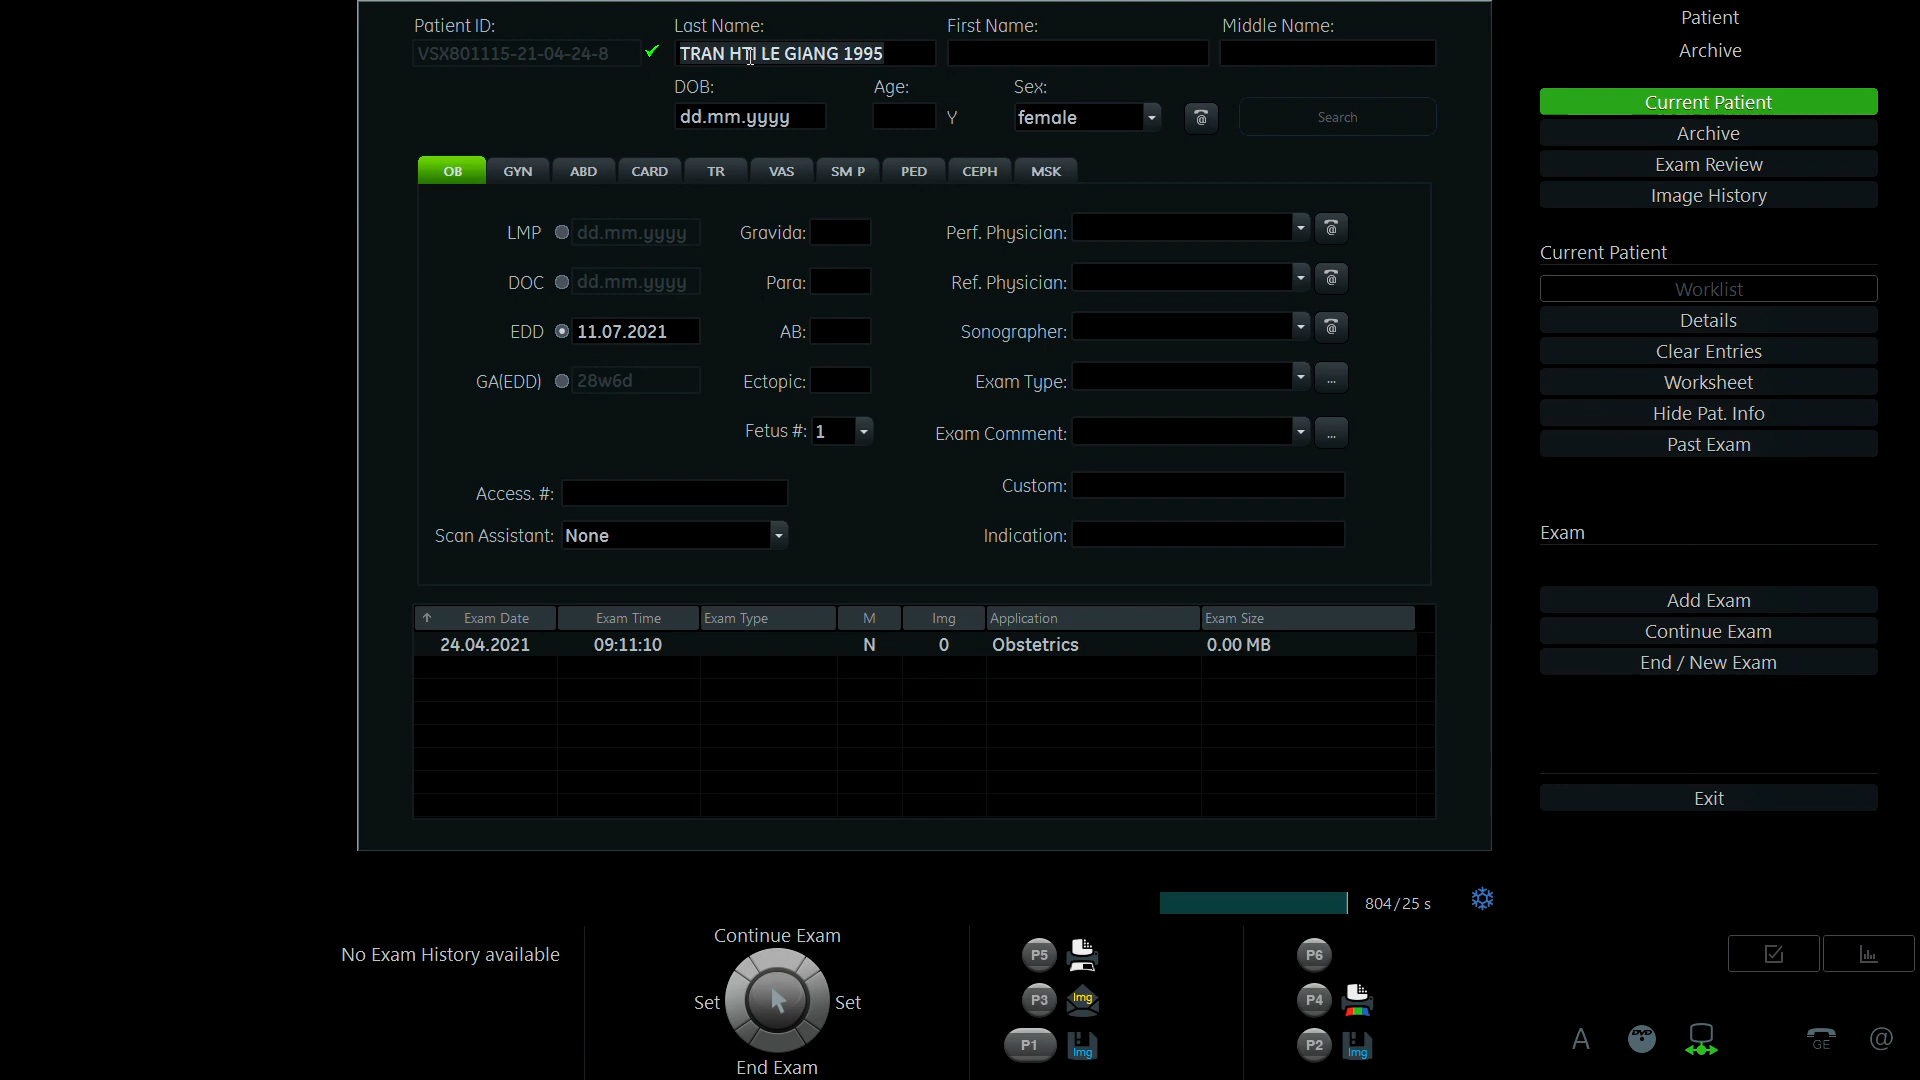 Patient ID: Last Name: First Name: Middle Name:
VSX801115-21-04-24-8 TRAN HTI LE GIANG 1995
DOB: Age: Sex:
dd.mm.yyyy Y female @ Search
OB GYN ABD CARD TR VAS SM P PED CEPH MSK
LMP dd.mm.yyyy Gravida: Perf. Physician: @
DOC dd.mm.yyyy Para: Ref. Physician: @
EDD 11.07.2021 AB: Sonographer: @
GA(EDD) 28w6d Ectopic: Exam Type: ...
Fetus #: 1 Exam Comment: ...
Access. #: Custom:
Scan Assistant: None Indication:
Exam Date Exam Time Exam Type M Img Application Exam Size
24.04.2021 09:11:10 N 0 Obstetrics 0.00 MB
804/25 s
Patient
Archive
Current Patient
Archive
Exam Review
Image History
Current Patient
Worklist
Details
Clear Entries
Worksheet
Hide Pat. Info
Past Exam
Exam
Add Exam
Continue Exam
End / New Exam
Exit
No Exam History available
Continue Exam
Set Set
End Exam
P5
P3 Img
P1 Img
P6
P4
P2 Img
A DVD GE @